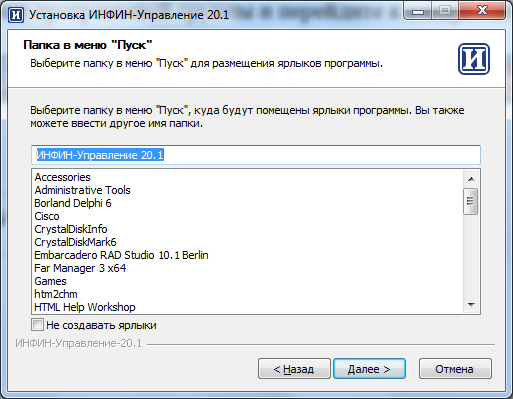 Установка ИНФИН-Управление 20.1
Папка в меню "Пуск"
Выберите папку в меню "Пуск" для размещения ярлыков программы.
И
Выберите папку в меню "Пуск", куда будут помещены ярлыки программы. Вы также
можете ввести другое имя папки.
ИНФИН-Управление 20.1
Accessories
Administrative Tools
Borland Delphi 6
Cisco
CrystalDiskInfo
CrystalDiskMark6
Embarcadero RAD Studio 10.1 Berlin
Far Manager 3 x64
Games
htm2chm
HTML Help Workshop
Не создавать ярлыки
ИНФИН-Управление-20.1
< Назад
Далее >
Отмена